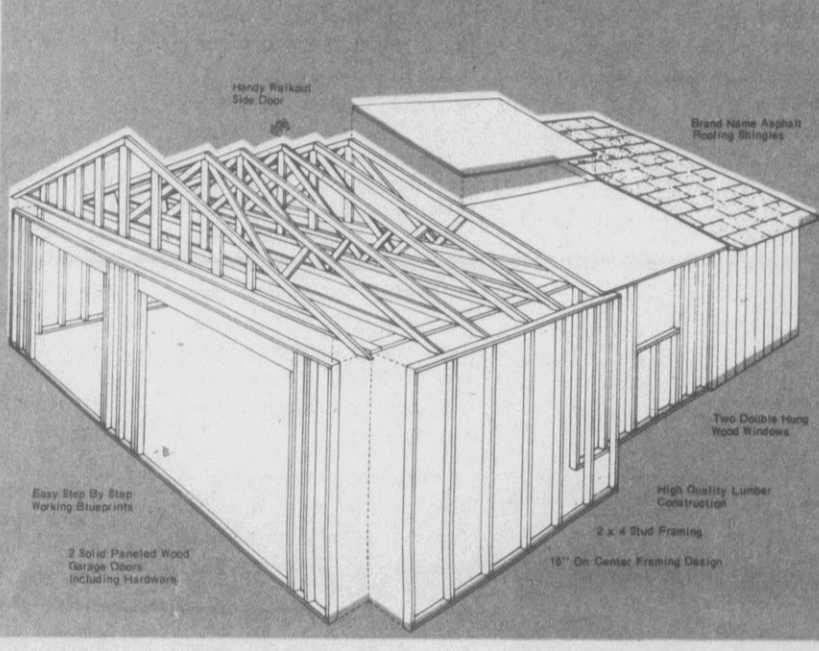 Handy Walkout
Side Door
Brand Name Asphalt
Roofing Shingles
Two Double Hung
Wood Windows
Easy Step By Step
Working Blueprints
High Quality Lumber
Construction
2 x 4 Stud Framing
2 Solid Paneled Wood
Garage Doors
Including Hardware
16" On Center Framing Design